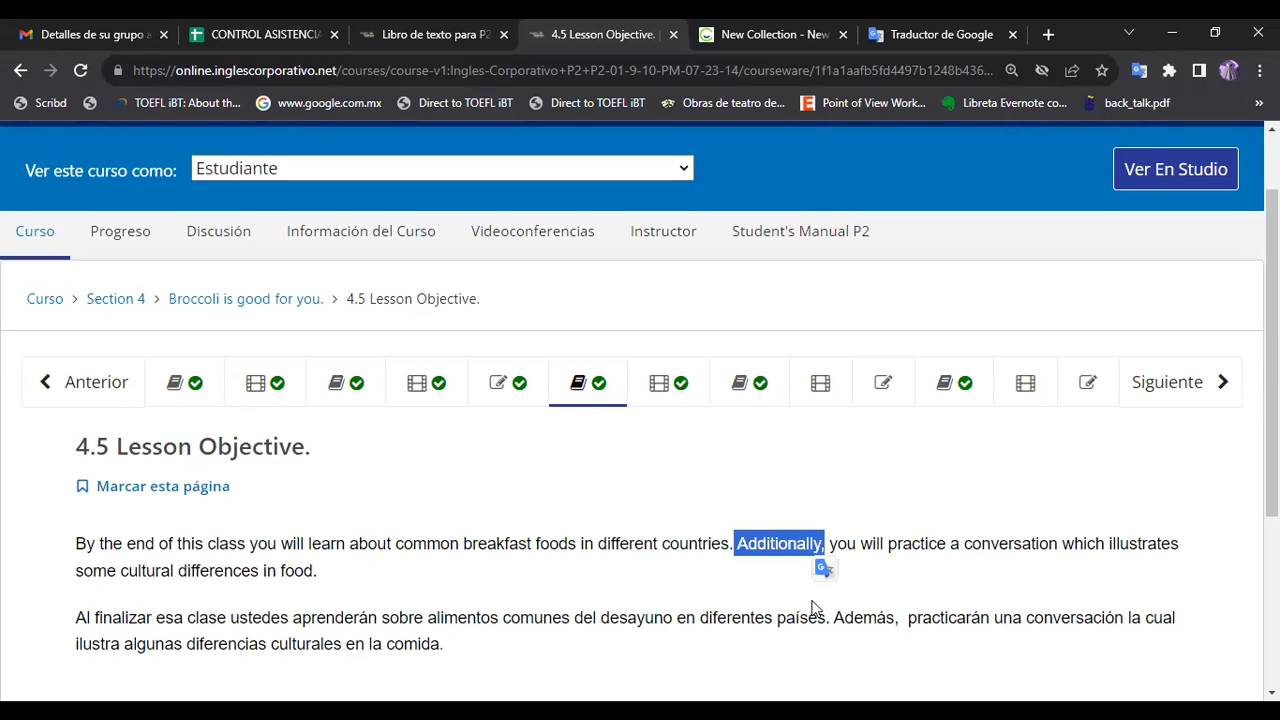 Detalles de su grupo a
CONTROL ASISTENCIA
Libro de texto para P2
4.5 Lesson Objective. |
New Collection - New
Traductor de Google
https://online.inglescorporativo.net/courses/course-v1:Ingles-Corporativo+P2+P2-01-9-10-PM-07-23-14/courseware/1f1a1aafb5fd4497b1248b436...
Scribd
TOEFL iBT: About th...
www.google.com.mx
Direct to TOEFL iBT
Direct to TOEFL iBT
Obras de teatro de...
Point of View Work...
Libreta Evernote co...
back_talk.pdf
»
Ver este curso como:
Estudiante
Ver En Studio
Curso
Progreso
Discusión
Información del Curso
Videoconferencias
Instructor
Student's Manual P2
Curso > Section 4 > Broccoli is good for you. > 4.5 Lesson Objective.
Anterior
Siguiente
4.5 Lesson Objective.
Marcar esta página
By the end of this class you will learn about common breakfast foods in different countries. Additionally, you will practice a conversation which illustrates
some cultural differences in food.
Al finalizar esa clase ustedes aprenderán sobre alimentos comunes del desayuno en diferentes países. Además, practicarán una conversación la cual
ilustra algunas diferencias culturales en la comida.